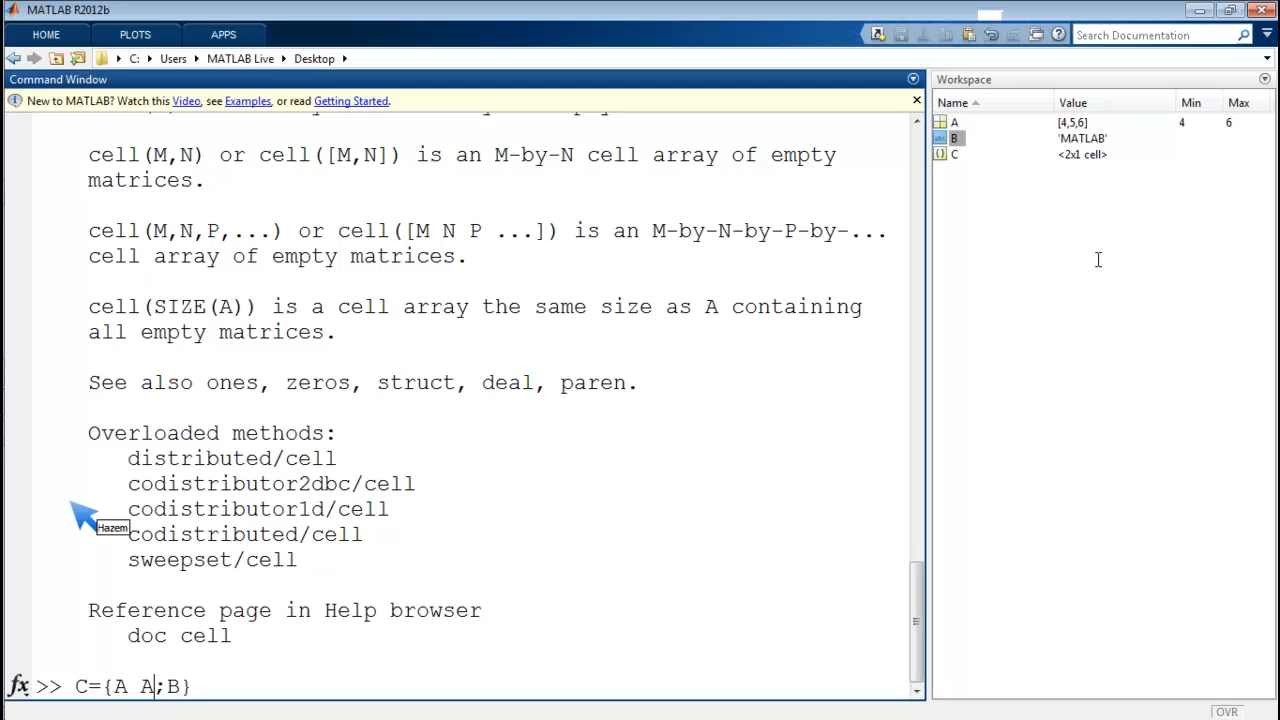 MATLAB R2012b
HOME PLOTS APPS
Search Documentation
C: Users MATLAB Live Desktop
Command Window
Workspace
New to MATLAB? Watch this Video, see Examples, or read Getting Started.
Name Value Min Max
A [4,5,6] 4 6
B 'MATLAB'
C <2x1 cell>
cell(M,N) or cell([M,N]) is an M-by-N cell array of empty
matrices.
cell(M,N,P,...) or cell([M N P ...]) is an M-by-N-by-P-by-...
cell array of empty matrices.
cell(SIZE(A)) is a cell array the same size as A containing
all empty matrices.
See also ones, zeros, struct, deal, paren.
Overloaded methods:
distributed/cell
codistributor2dbc/cell
codistributor1d/cell
Hazem
codistributed/cell
sweepset/cell
Reference page in Help browser
doc cell
fx >> C={A A;B}
OVR